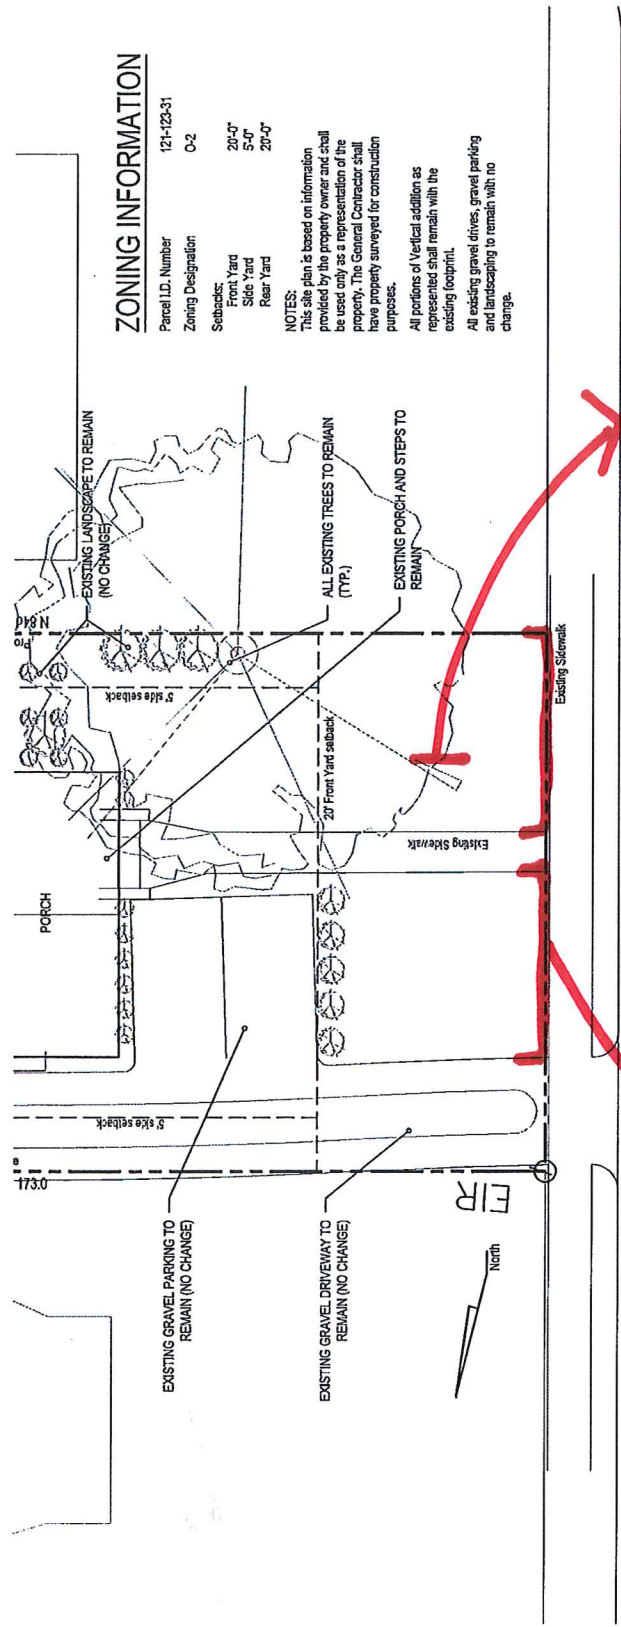 ZONING INFORMATION
Parcel I.D. Number 121-123-31
Zoning Designation O-2
Setbacks:
Front Yard 20'-0"
Side Yard 5'-0"
Rear Yard 20'-0"
NOTES:
This site plan is based on information
provided by the property owner and shall
be used only as a representation of the
property. The General Contractor shall
have property surveyed for construction
purposes.
All portions of Vertical addition as
represented shall remain with the
existing footprint.
All existing gravel drives, gravel parking
and landscaping to remain with no
change.
EXISTING LANDSCAPE TO REMAIN
(NO CHANGE)
ALL EXISTING TREES TO REMAIN
(TYP.)
EXISTING PORCH AND STEPS TO
REMAIN
5' side setback
20' Front Yard setback
Existing Sidewalk
Existing Sidewalk
PORCH
5' side setback
173.0
EXISTING GRAVEL PARKING TO
REMAIN (NO CHANGE)
EXISTING GRAVEL DRIVEWAY TO
REMAIN (NO CHANGE)
EIR
North